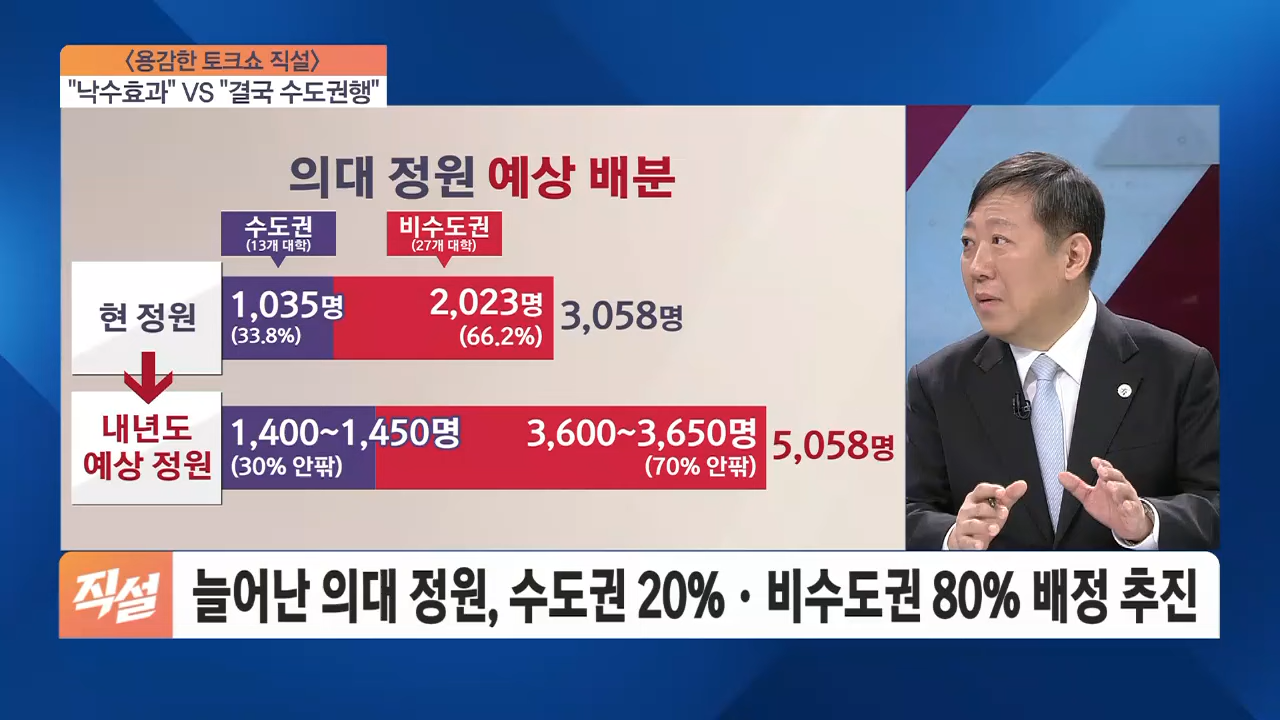 〈용감한 토크쇼 직설〉
"낙수효과" VS "결국 수도권행"
의대 정원 예상 배분
수도권
(13개 대학)
비수도권
(27개 대학)
현 정원
1,035명
(33.8%)
2,023명
(66.2%)
3,058명
내년도
예상 정원
1,400~1,450명
(30% 안팎)
3,600~3,650명
(70% 안팎)
5,058명
직설
늘어난 의대 정원, 수도권 20%·비수도권 80% 배정 추진